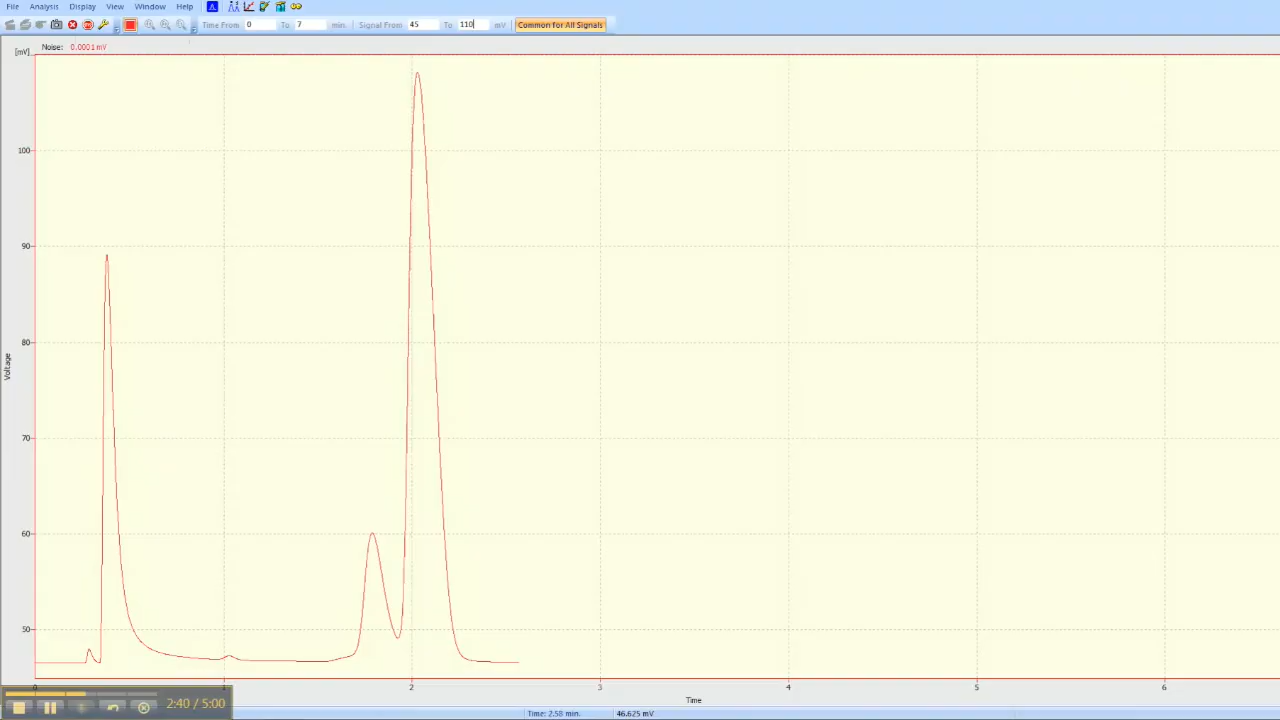 File Analysis Display View Window Help
Time From 0 To 7 min. Signal From 45 To 110 mV Common for All Signals
[mV] Noise: 0.0001 mV
100
90
80
70
60
50
Voltage
0 1 2 3 4 5 6
Time
2:40 / 5:00
Time: 2.58 min. 46.625 mV